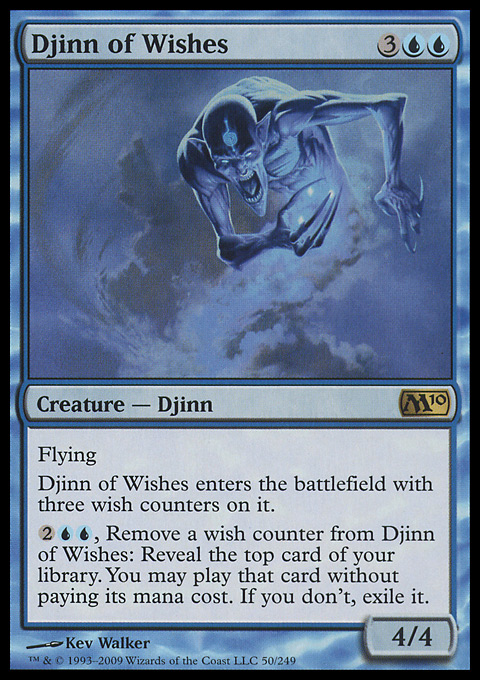 Djinn of Wishes 3
Creature — Djinn M10
Flying
Djinn of Wishes enters the battlefield with
three wish counters on it.
2, Remove a wish counter from Djinn
of Wishes: Reveal the top card of your
library. You may play that card without
paying its mana cost. If you don't, exile it.
Kev Walker
4/4
™ & © 1993–2009 Wizards of the Coast LLC 50/249